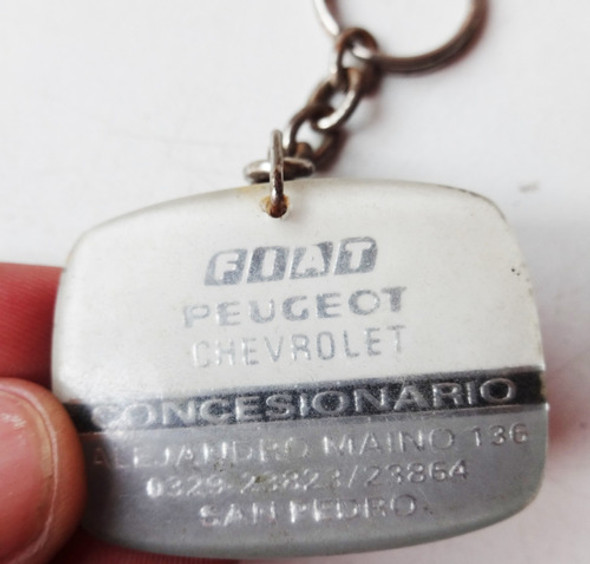 FIAT
PEUGEOT
CHEVROLET
CONCESIONARIO
ALEJANDRO MAINO 136
0329-23823/23864
SAN PEDRO